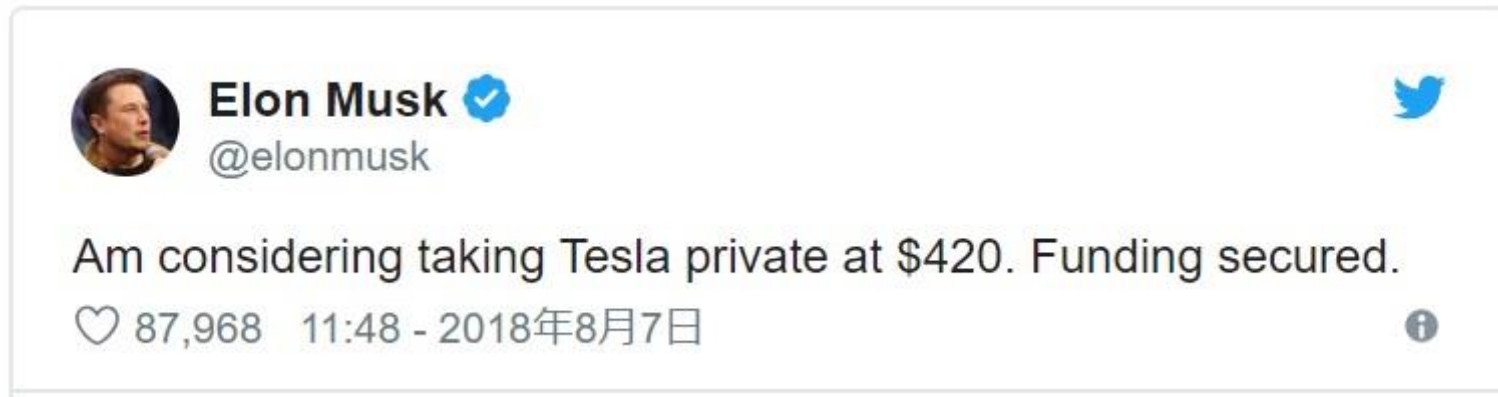 Elon Musk
@elonmusk
Am considering taking Tesla private at $420. Funding secured.
87,968 11:48 - 2018年8月7日